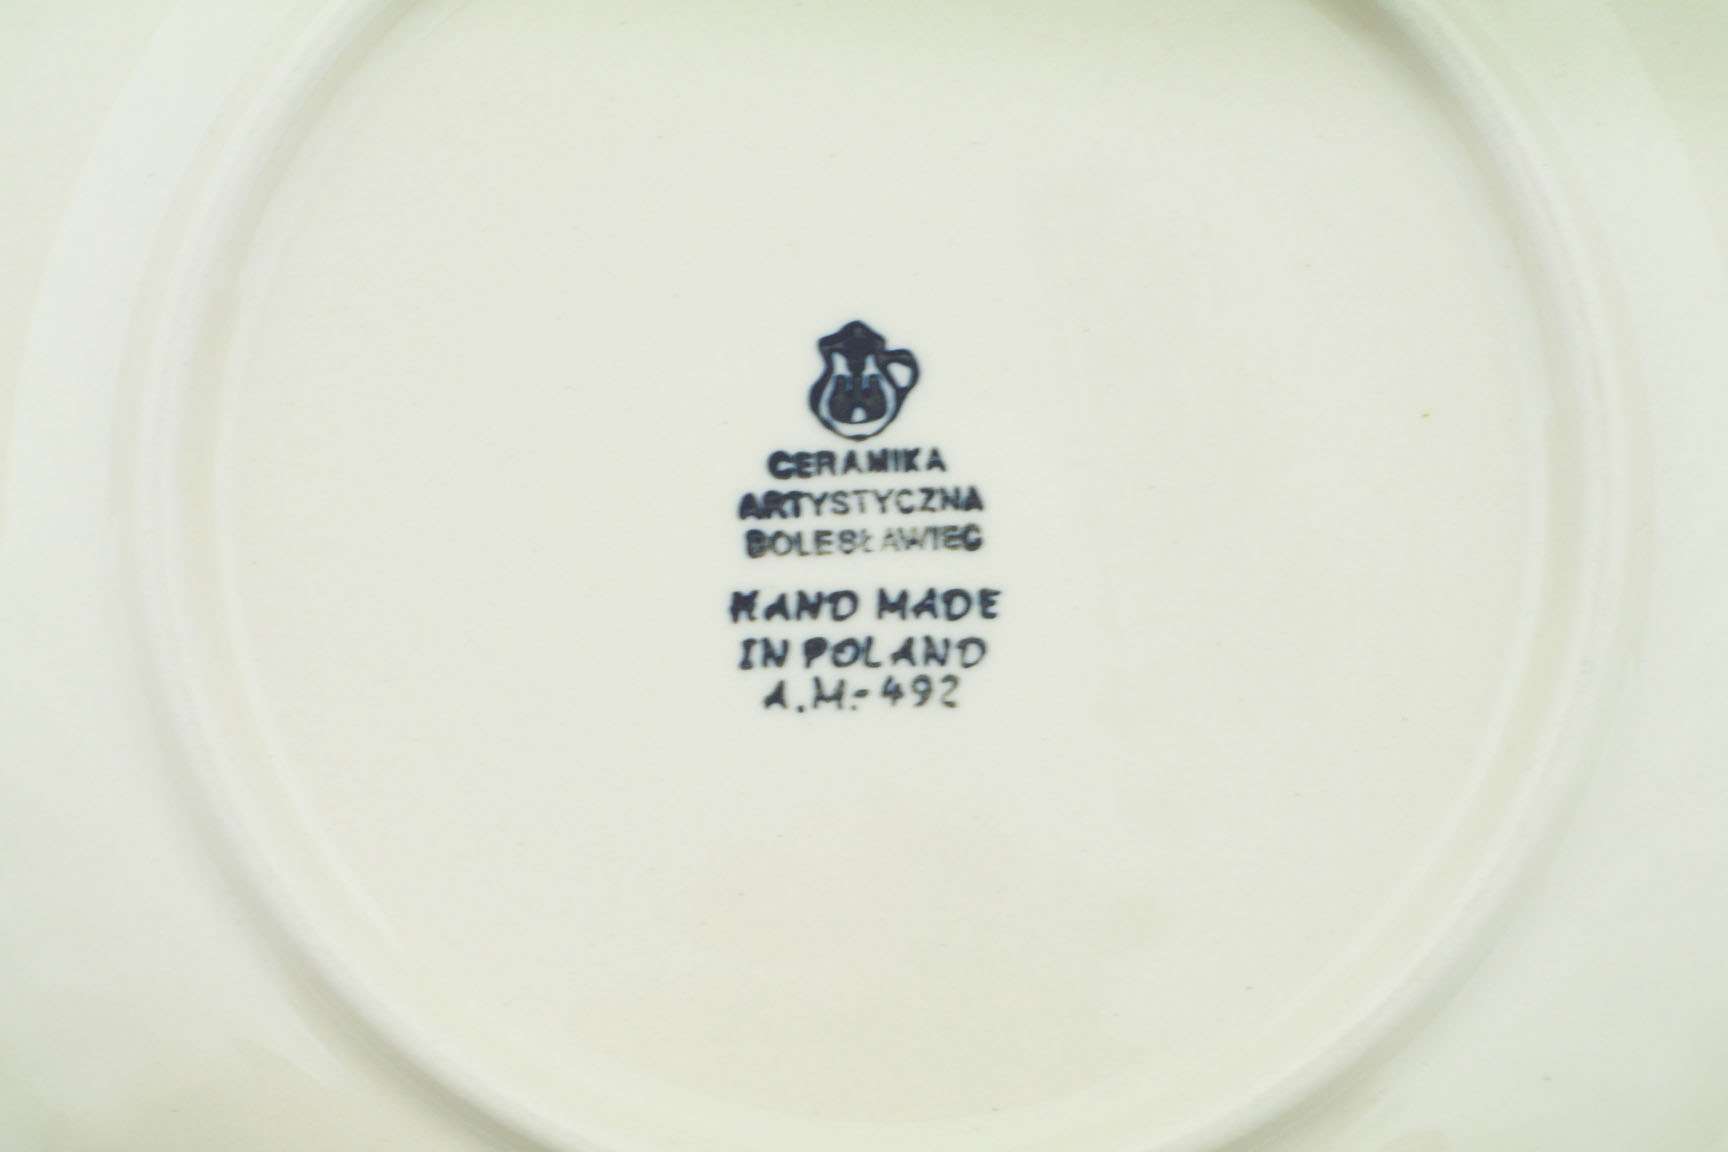 CERAMIKA
ARTYSTYCZNA
BOLESŁAWIEC
HAND MADE
IN POLAND
A.M.-492